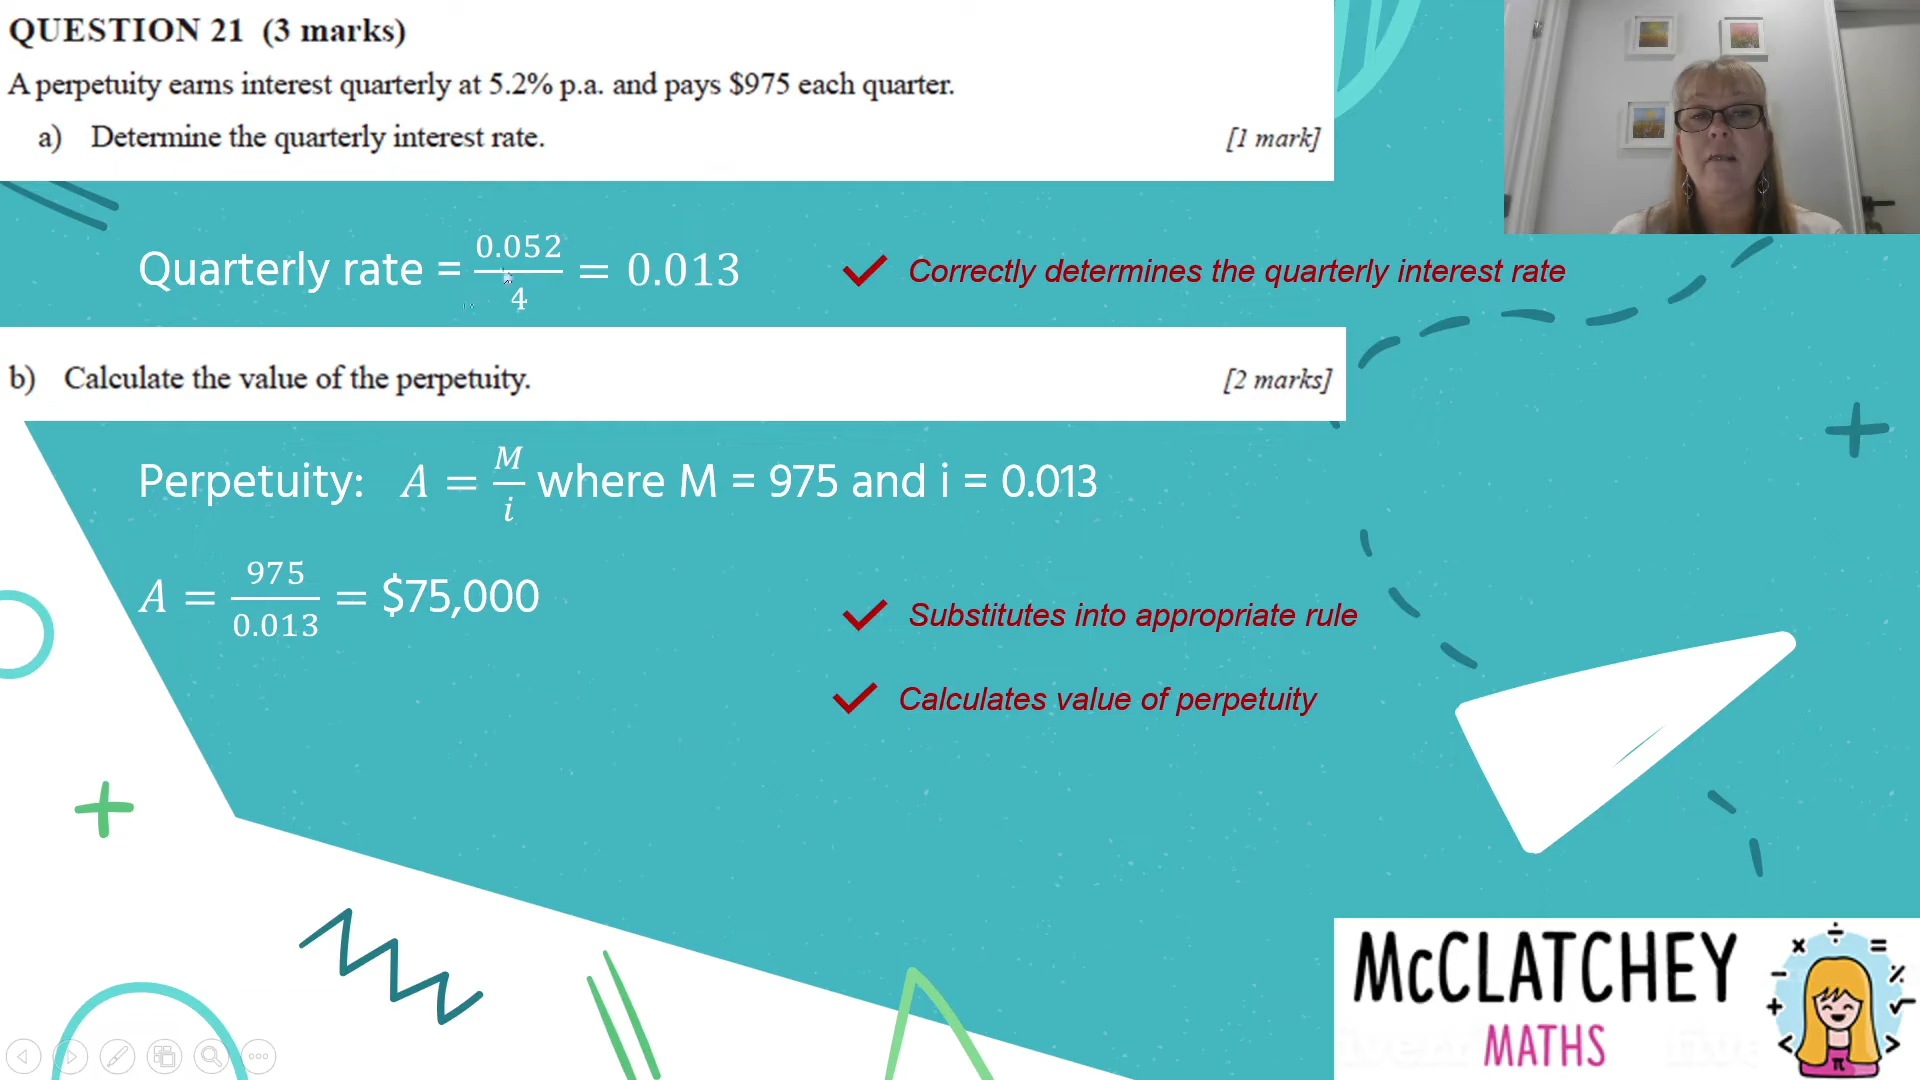 QUESTION 21 (3 marks)
A perpetuity earns interest quarterly at 5.2% p.a. and pays $975 each quarter.
a) Determine the quarterly interest rate. [1 mark]
Quarterly rate = 0.052/4 = 0.013 Correctly determines the quarterly interest rate
b) Calculate the value of the perpetuity. [2 marks]
Perpetuity: A = M/i where M = 975 and i = 0.013
A = 975/0.013 = $75,000
Substitutes into appropriate rule
Calculates value of perpetuity
McCLATCHEY
MATHS